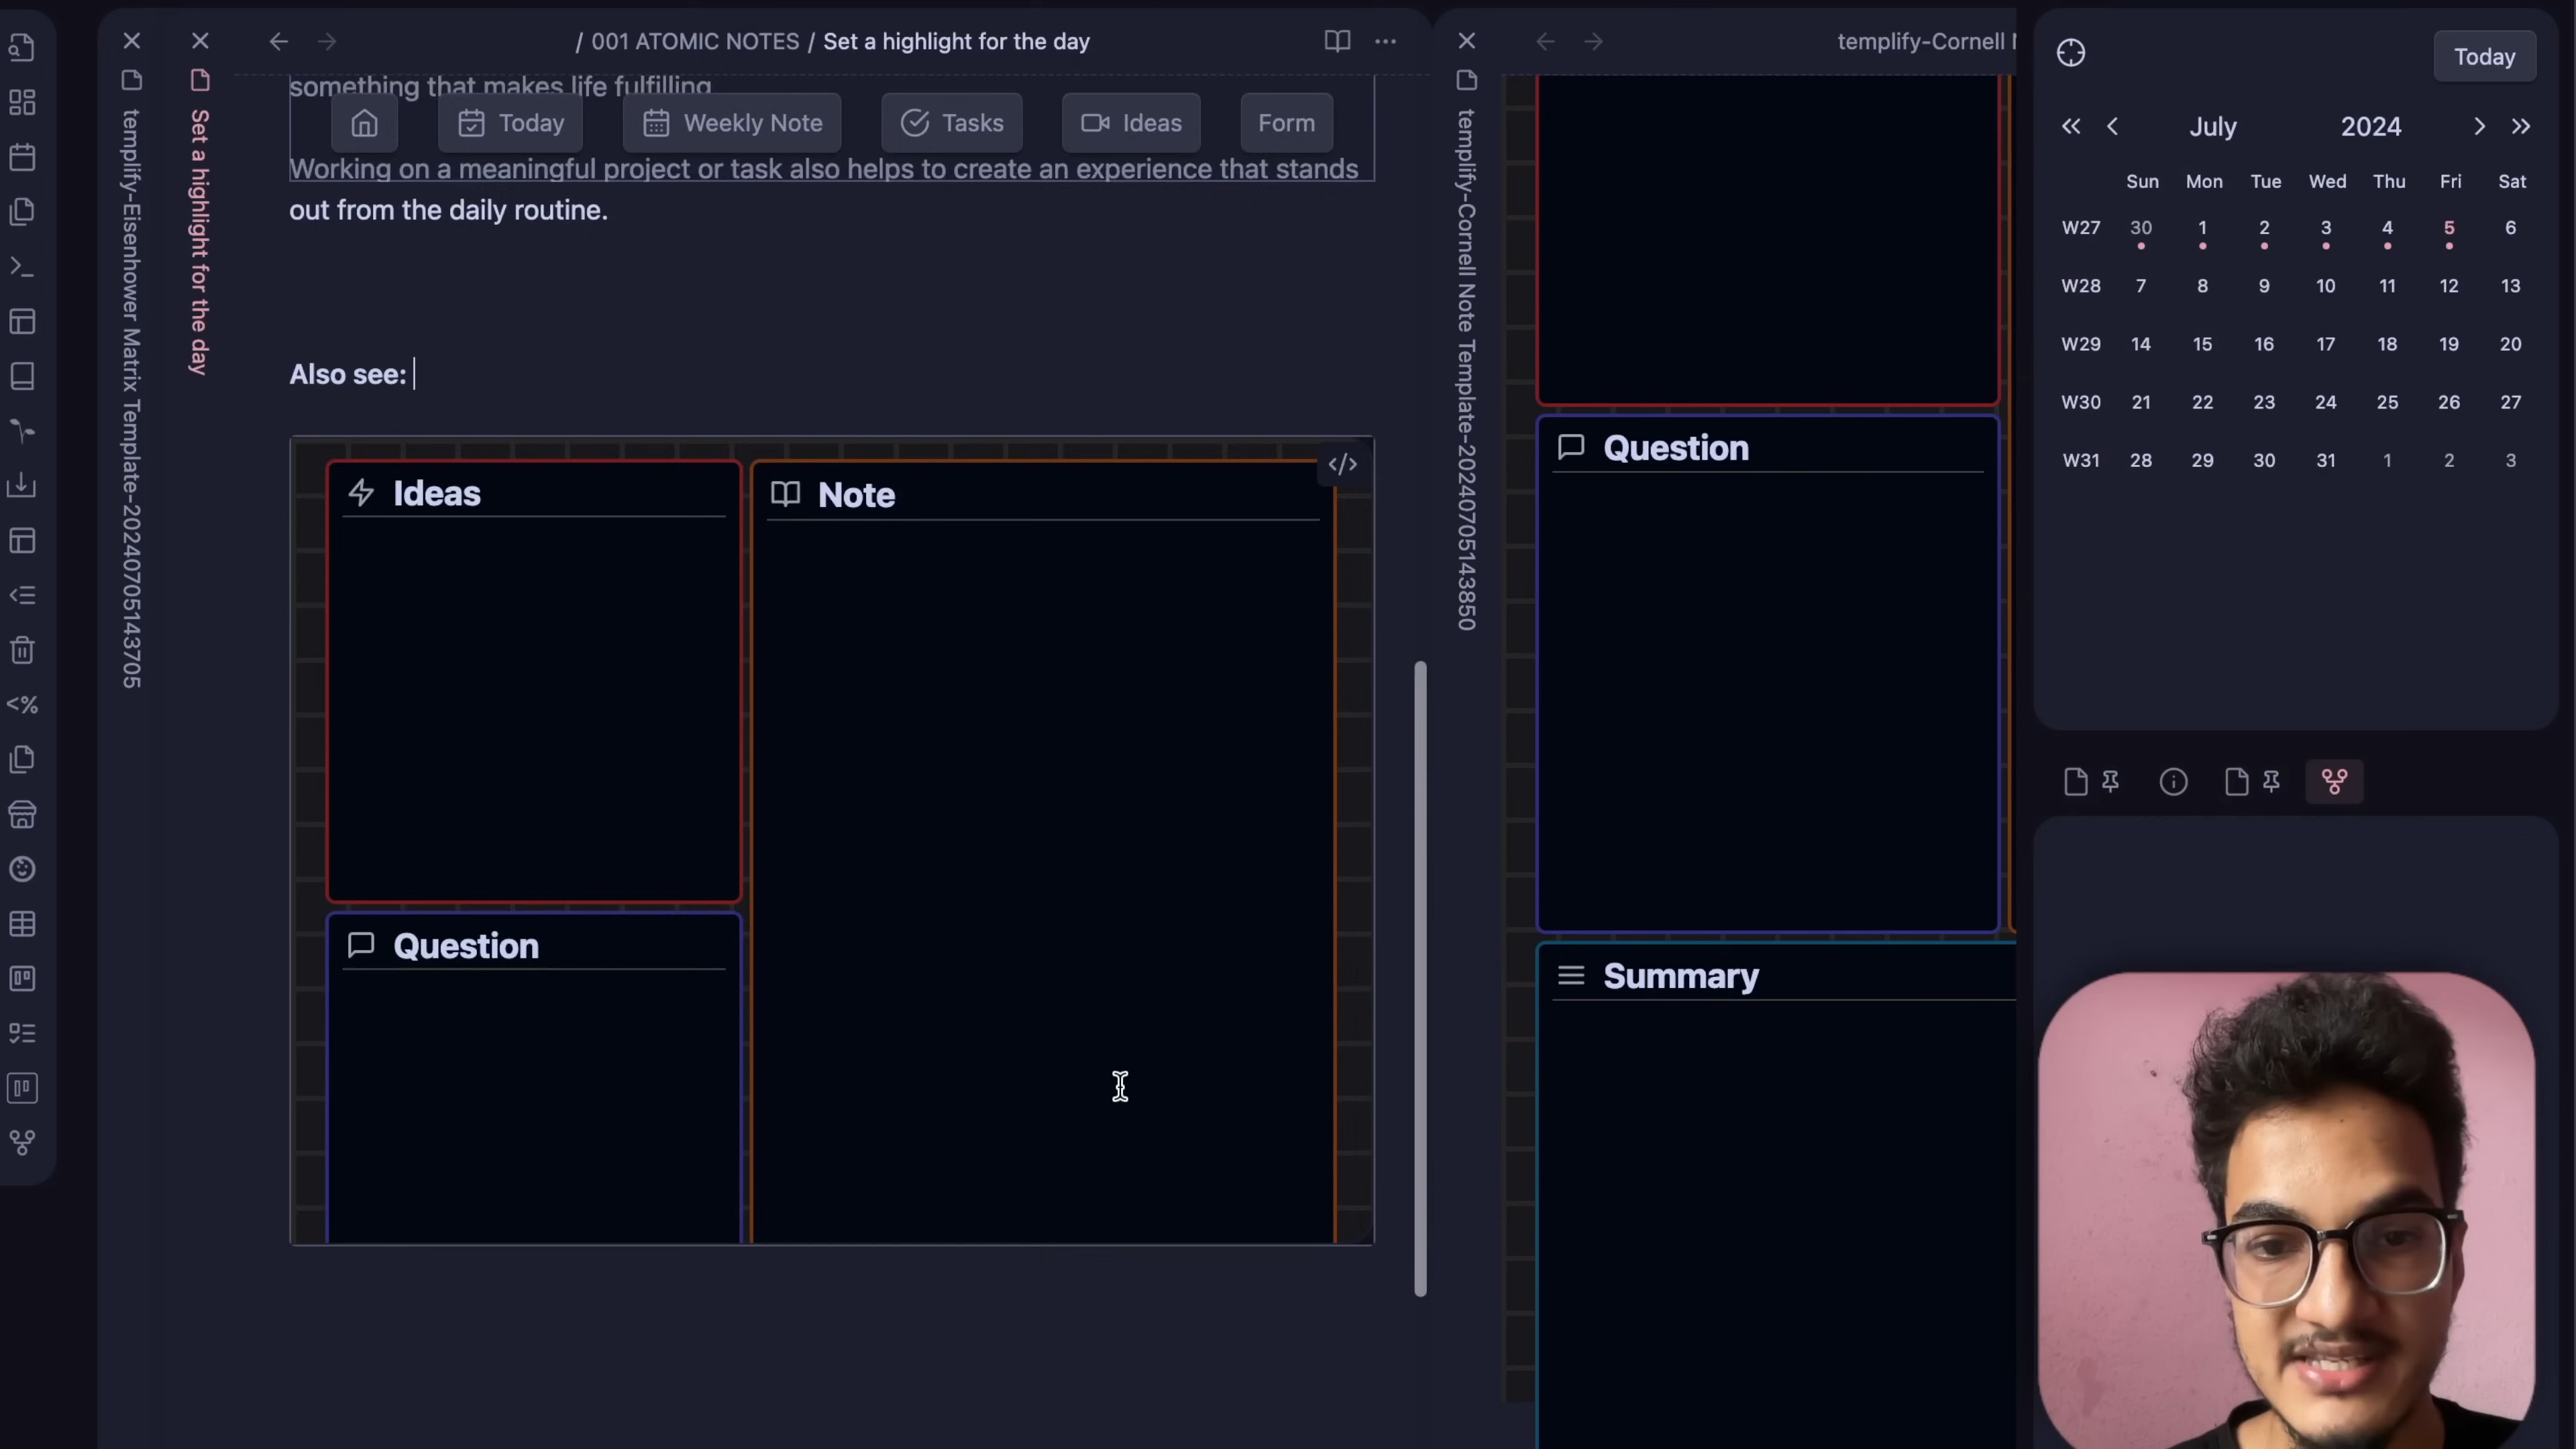 templify-Eisenhower Matrix Template-20240705143705
Set a highlight for the day
/ 001 ATOMIC NOTES / Set a highlight for the day
something that makes life fulfilling
Today
Weekly Note
Tasks
Ideas
Form
Working on a meaningful project or task also helps to create an experience that stands
out from the daily routine.
Also see:
Ideas
Note
</>
Question
templify-Cornell Note Template-20240705143850
templify-Cornell
Question
Summary
Today
July 2024
Sun Mon Tue Wed Thu Fri Sat
W27 30 1 2 3 4 5 6
W28 7 8 9 10 11 12 13
W29 14 15 16 17 18 19 20
W30 21 22 23 24 25 26 27
W31 28 29 30 31 1 2 3
<%